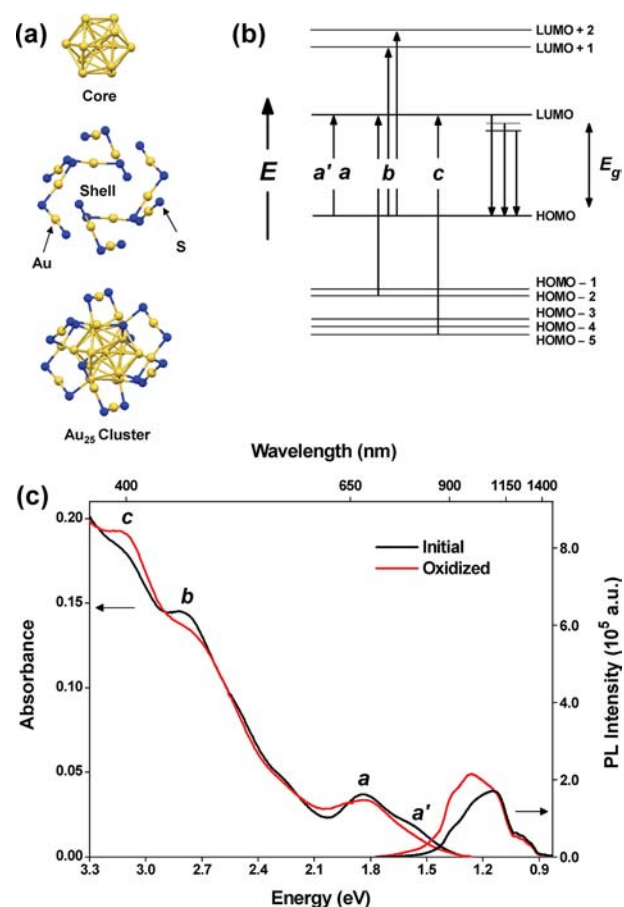 (a)
Core
Shell
Au
S
Au25 Cluster
(b)
E
a' a
b
c
LUMO + 2
LUMO + 1
LUMO
Eg
HOMO
HOMO – 1
HOMO – 2
HOMO – 3
HOMO – 4
HOMO – 5
(c)
Wavelength (nm)
400 650 900 1150 1400
Absorbance
0.20
0.15
0.10
0.05
0.00
c
b
a
a'
Initial
Oxidized
8.0
6.0
4.0
2.0
0.0
PL Intensity (10⁵ a.u.)
3.3 3.0 2.7 2.4 2.1 1.8 1.5 1.2 0.9
Energy (eV)